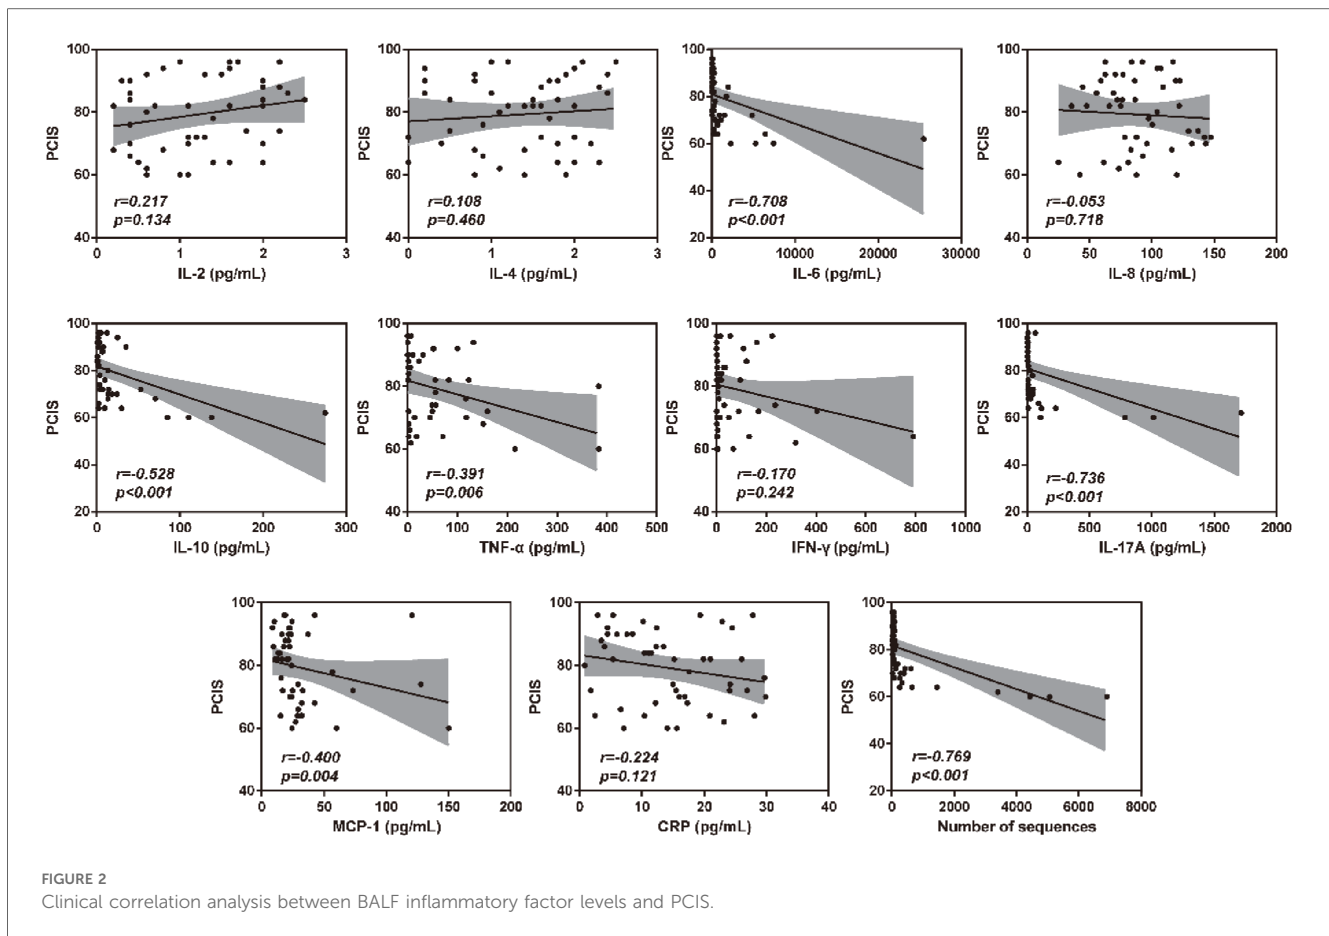 100
80
60
40
PCIS
r=0.217
p=0.134
0 1 2 3
IL-2 (pg/mL)
100
80
60
40
PCIS
r=0.108
p=0.460
0 1 2 3
IL-4 (pg/mL)
100
80
60
40
20
PCIS
r=-0.708
p<0.001
0 10000 20000 30000
IL-6 (pg/mL)
100
80
60
40
PCIS
r=-0.053
p=0.718
0 50 100 150 200
IL-8 (pg/mL)
100
80
60
40
20
PCIS
r=-0.528
p<0.001
0 100 200 300
IL-10 (pg/mL)
100
80
60
40
PCIS
r=-0.391
p=0.006
0 100 200 300 400 500
TNF-α (pg/mL)
100
80
60
40
PCIS
r=-0.170
p=0.242
0 200 400 600 800 1000
IFN-γ (pg/mL)
100
80
60
40
20
PCIS
r=-0.736
p<0.001
0 500 1000 1500 2000
IL-17A (pg/mL)
100
80
60
40
PCIS
r=-0.400
p=0.004
0 50 100 150 200
MCP-1 (pg/mL)
100
80
60
40
PCIS
r=-0.224
p=0.121
0 10 20 30 40
CRP (pg/mL)
100
80
60
40
20
PCIS
r=-0.769
p<0.001
0 2000 4000 6000 8000
Number of sequences
FIGURE 2
Clinical correlation analysis between BALF inflammatory factor levels and PCIS.